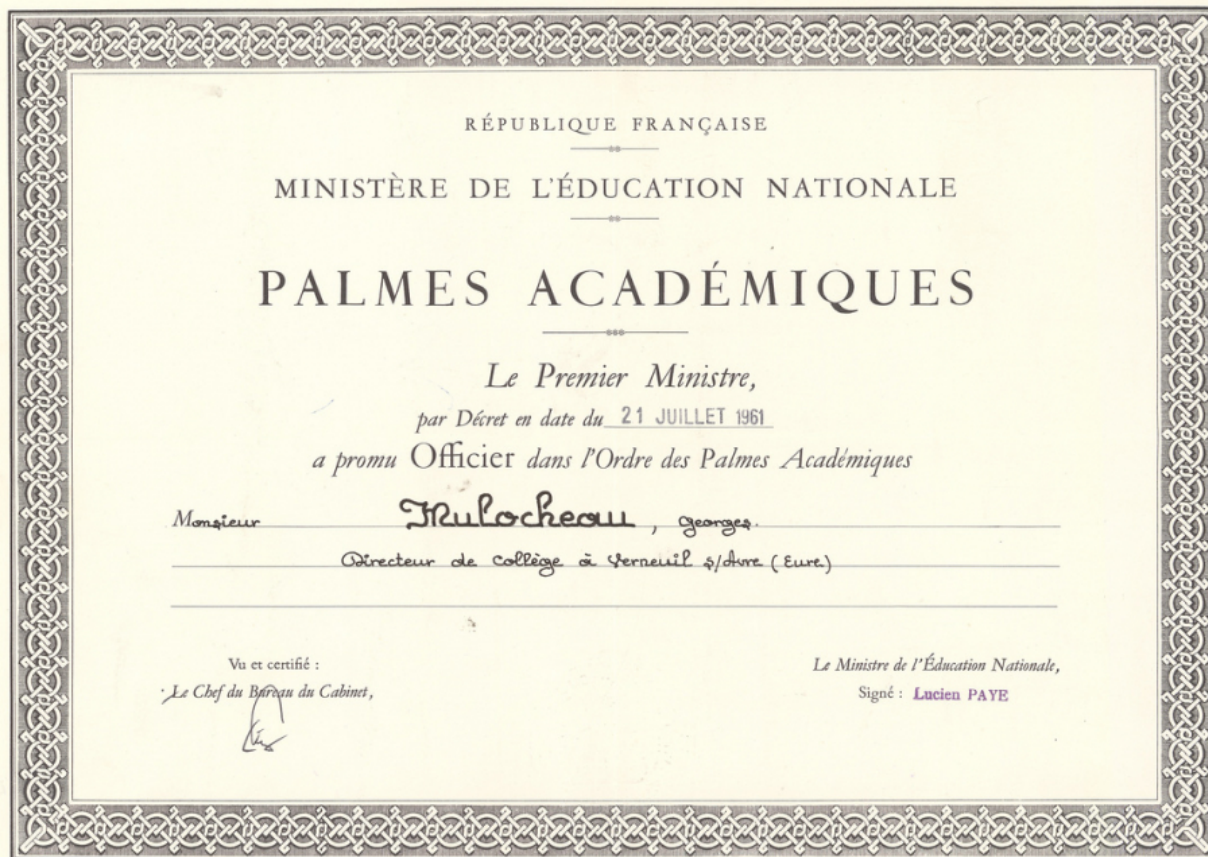 RÉPUBLIQUE FRANÇAISE
MINISTÈRE DE L'ÉDUCATION NATIONALE
PALMES ACADÉMIQUES
Le Premier Ministre,
par Décret en date du 21 JUILLET 1961
a promu Officier dans l'Ordre des Palmes Académiques
Monsieur Mulocheau, Georges.
Directeur de collège à Verneuil s/Avre (Eure)
Vu et certifié :
Le Chef du Bureau du Cabinet,
Le Ministre de l'Éducation Nationale,
Signé : Lucien PAYE